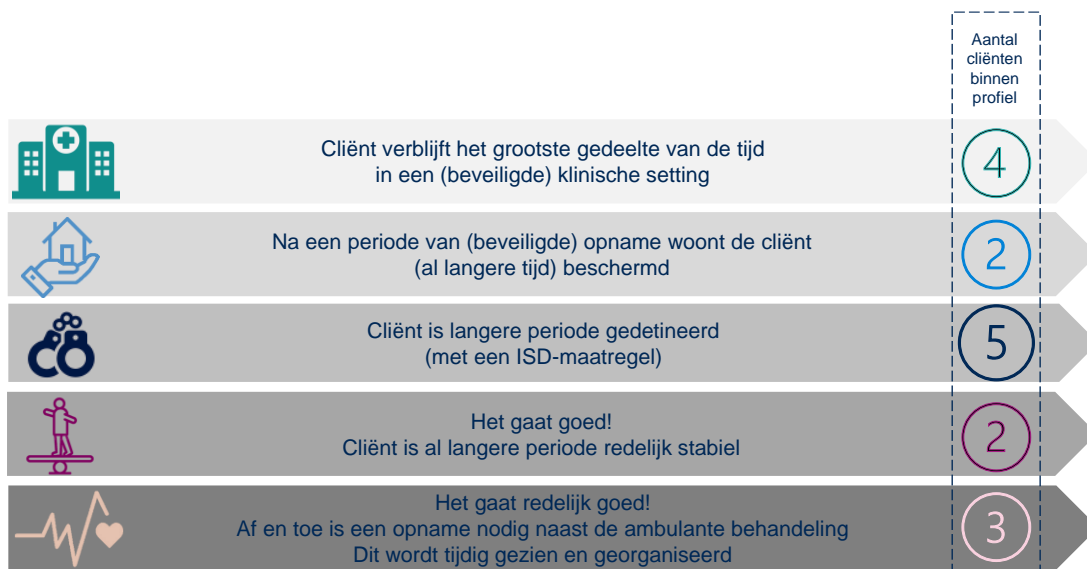 Aantal
cliënten
binnen
profiel
Cliënt verblijft het grootste gedeelte van de tijd
in een (beveiligde) klinische setting
4
Na een periode van (beveiligde) opname woont de cliënt
(al langere tijd) beschermd
2
Cliënt is langere periode gedetineerd
(met een ISD-maatregel)
5
Het gaat goed!
Cliënt is al langere periode redelijk stabiel
2
Het gaat redelijk goed!
Af en toe is een opname nodig naast de ambulante behandeling
Dit wordt tijdig gezien en georganiseerd
3